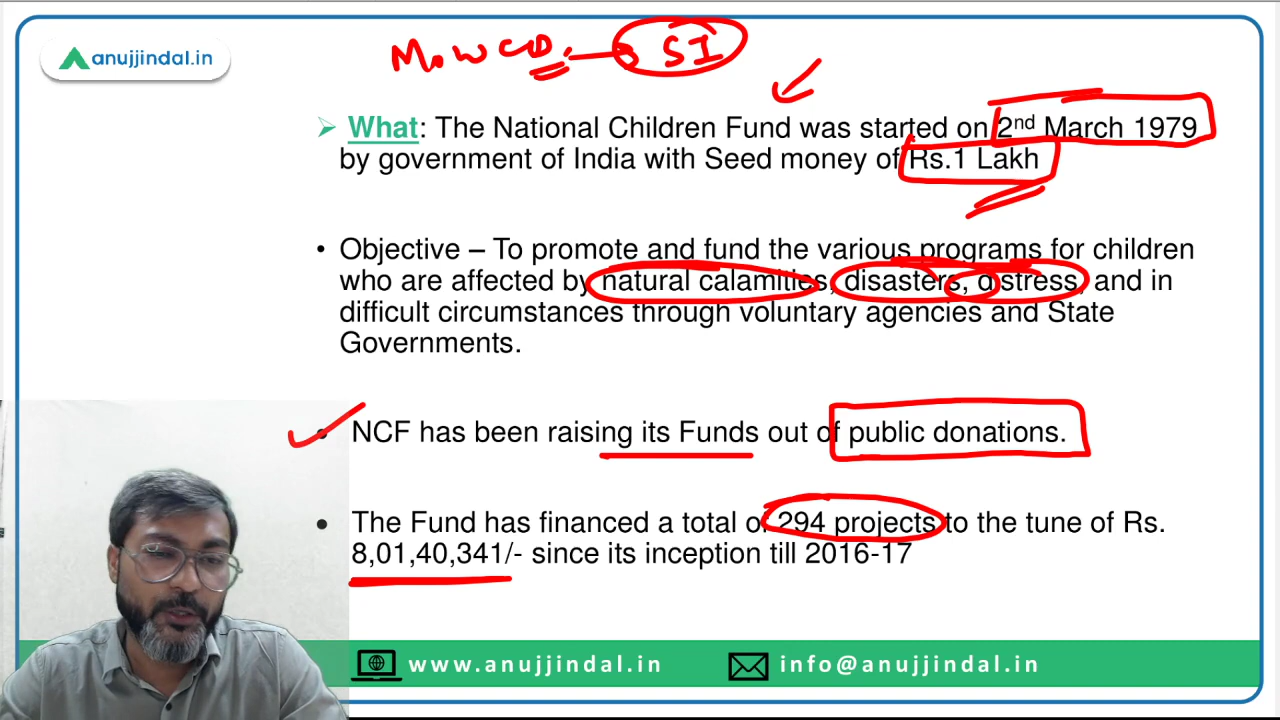 anujjindal.in
M.WCD. SI
➢ What: The National Children Fund was started on 2nd March 1979
by government of India with Seed money of Rs.1 Lakh
• Objective – To promote and fund the various programs for children
who are affected by natural calamities, disasters, distress, and in
difficult circumstances through voluntary agencies and State
Governments.
• NCF has been raising its Funds out of public donations.
• The Fund has financed a total of 294 projects to the tune of Rs.
8,01,40,341/- since its inception till 2016-17
www.anujjindal.in info@anujjindal.in